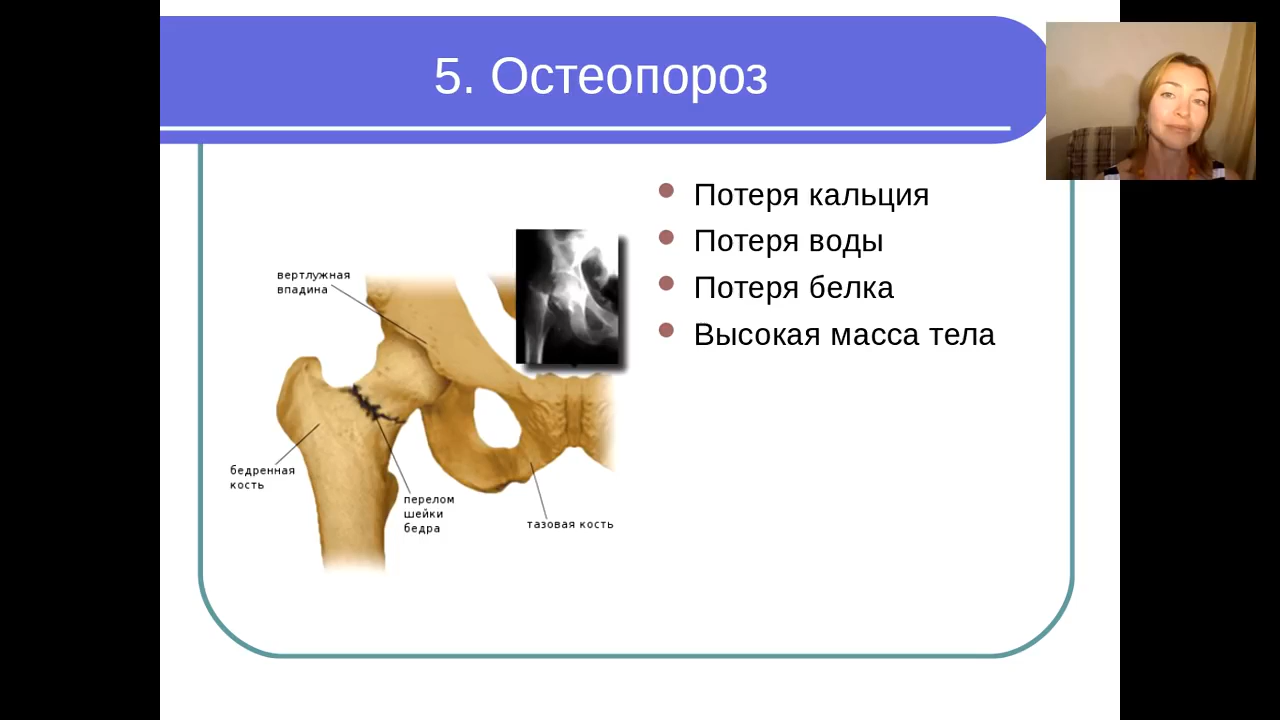 5. Остеопороз
Потеря кальция
Потеря воды
Потеря белка
Высокая масса тела
вертлужная
впадина
бедренная
кость
перелом
шейки
бедра
тазовая кость